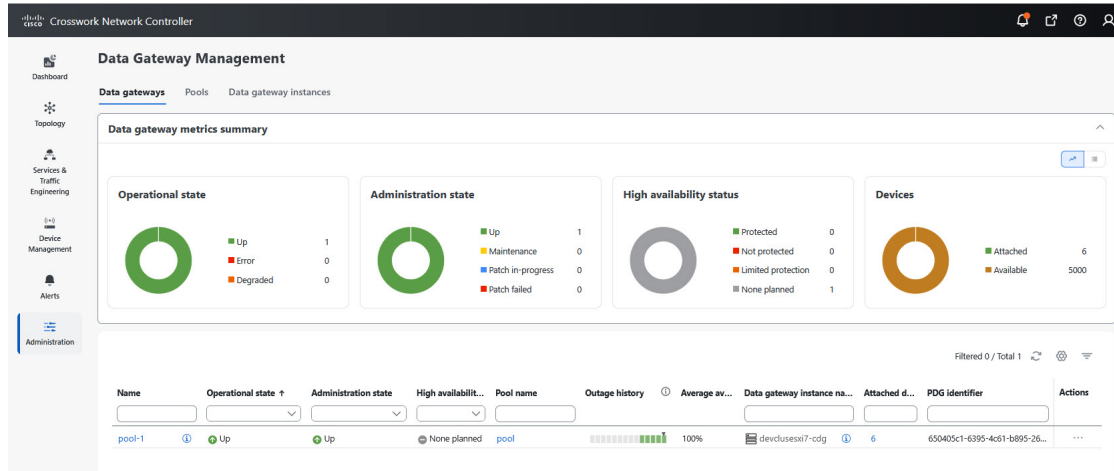 CISCO Crosswork Network Controller
Dashboard
Topology
Services &
Traffic
Engineering
Device
Management
Alerts
Administration
Data Gateway Management
Data gateways Pools Data gateway instances
Data gateway metrics summary
Operational state
Up 1
Error 0
Degraded 0
Administration state
Up 1
Maintenance 0
Patch in-progress 0
Patch failed 0
High availability status
Protected 0
Not protected 0
Limited protection 0
None planned 1
Devices
Attached 6
Available 5000
Filtered 0 / Total 1
Name Operational state ↑ Administration state High availabilit... Pool name Outage history Average av... Data gateway instance na... Attached d... PDG identifier Actions
pool-1 Up Up None planned pool 100% devclusesxi7-cdg 6 650405c1-6395-4c61-b895-26... ...